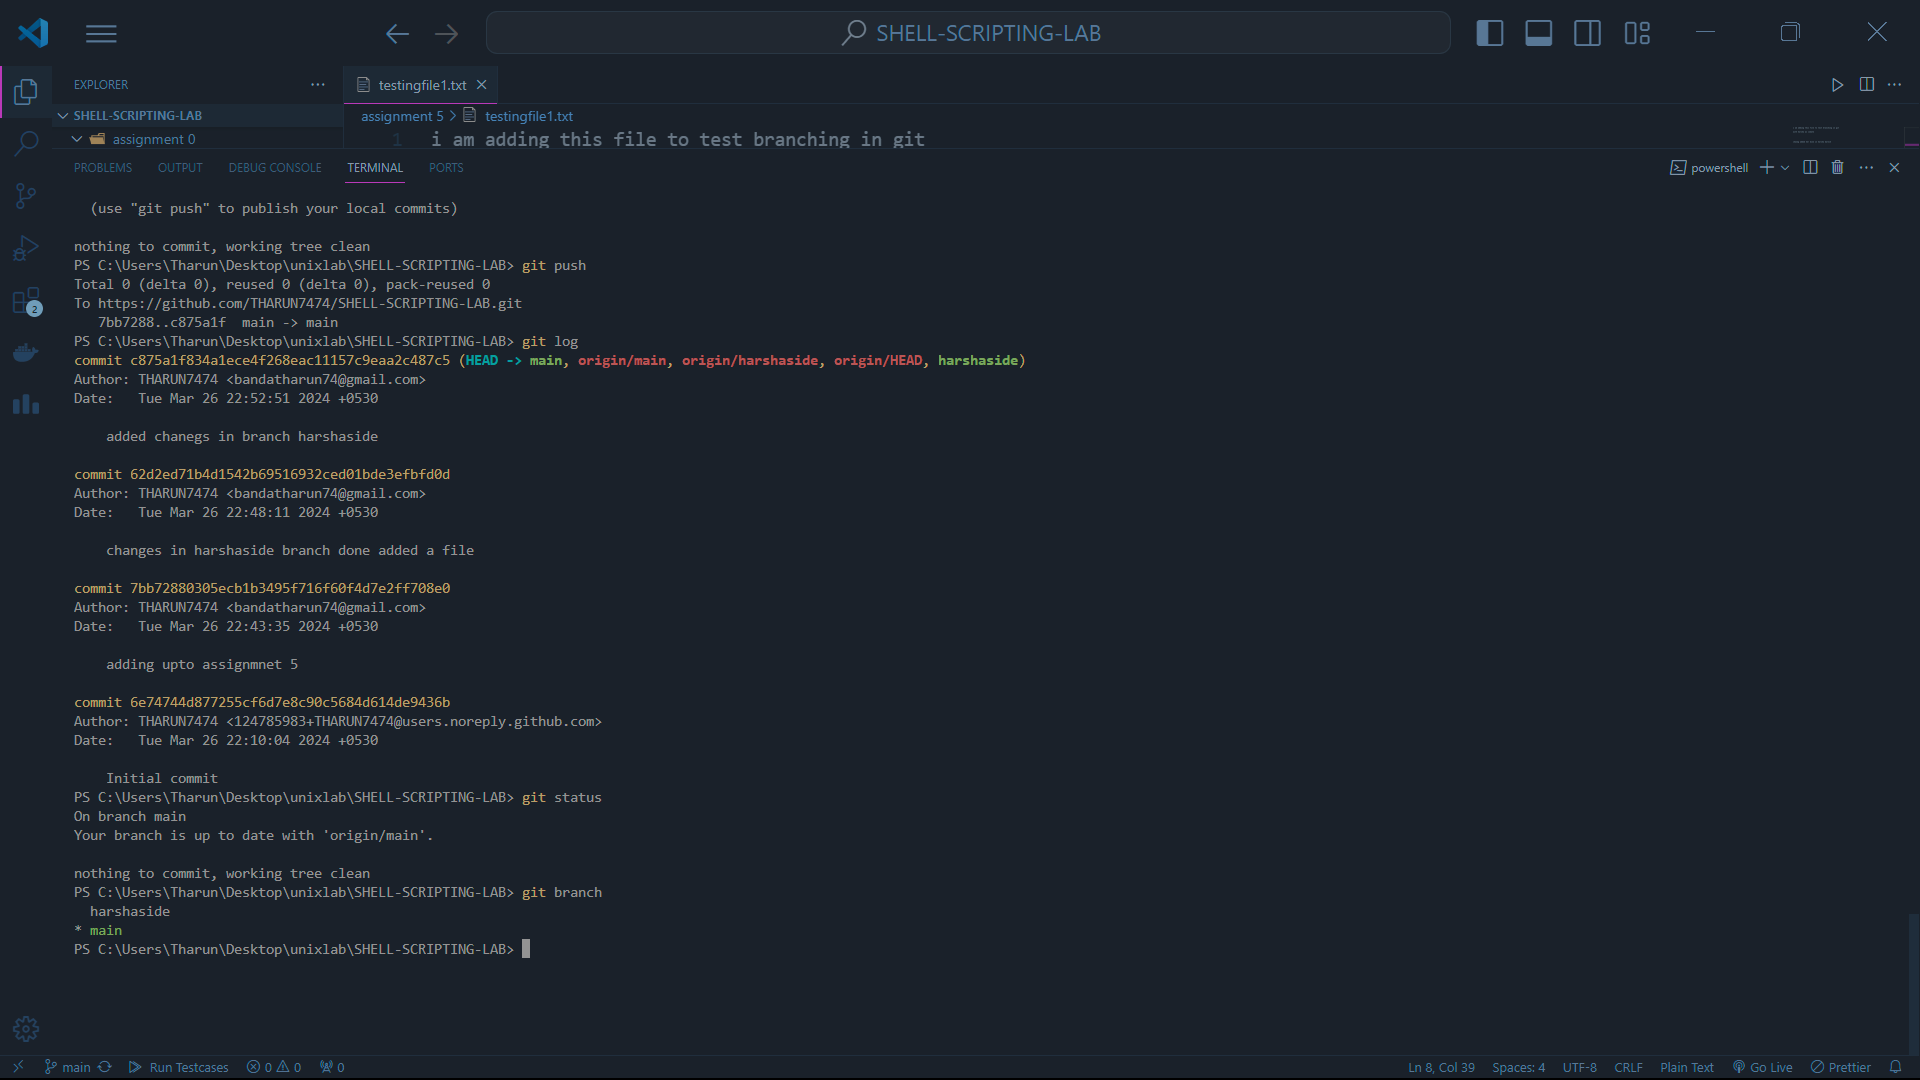 SHELL-SCRIPTING-LAB
EXPLORER
testingfile1.txt
SHELL-SCRIPTING-LAB
assignment 5 > testingfile1.txt
assignment 0
1 i am adding this file to test branching in git
PROBLEMS OUTPUT DEBUG CONSOLE TERMINAL PORTS
powershell
(use "git push" to publish your local commits)
nothing to commit, working tree clean
PS C:\Users\Tharun\Desktop\unixlab\SHELL-SCRIPTING-LAB> git push
Total 0 (delta 0), reused 0 (delta 0), pack-reused 0
To https://github.com/THARUN7474/SHELL-SCRIPTING-LAB.git
7bb7288..c875a1f main -> main
PS C:\Users\Tharun\Desktop\unixlab\SHELL-SCRIPTING-LAB> git log
commit c875a1f834a1ece4f268eac11157c9eaa2c487c5 (HEAD -> main, origin/main, origin/harshaside, origin/HEAD, harshaside)
Author: THARUN7474 <bandatharun74@gmail.com>
Date: Tue Mar 26 22:52:51 2024 +0530
added chanegs in branch harshaside
commit 62d2ed71b4d1542b69516932ced01bde3efbfd0d
Author: THARUN7474 <bandatharun74@gmail.com>
Date: Tue Mar 26 22:48:11 2024 +0530
changes in harshaside branch done added a file
commit 7bb72880305ecb1b3495f716f60f4d7e2ff708e0
Author: THARUN7474 <bandatharun74@gmail.com>
Date: Tue Mar 26 22:43:35 2024 +0530
adding upto assignmnet 5
commit 6e74744d877255cf6d7e8c90c5684d614de9436b
Author: THARUN7474 <124785983+THARUN7474@users.noreply.github.com>
Date: Tue Mar 26 22:10:04 2024 +0530
Initial commit
PS C:\Users\Tharun\Desktop\unixlab\SHELL-SCRIPTING-LAB> git status
On branch main
Your branch is up to date with 'origin/main'.
nothing to commit, working tree clean
PS C:\Users\Tharun\Desktop\unixlab\SHELL-SCRIPTING-LAB> git branch
harshaside
* main
PS C:\Users\Tharun\Desktop\unixlab\SHELL-SCRIPTING-LAB>
2
main Run Testcases 0 0 0 Ln 8, Col 39 Spaces: 4 UTF-8 CRLF Plain Text Go Live Prettier